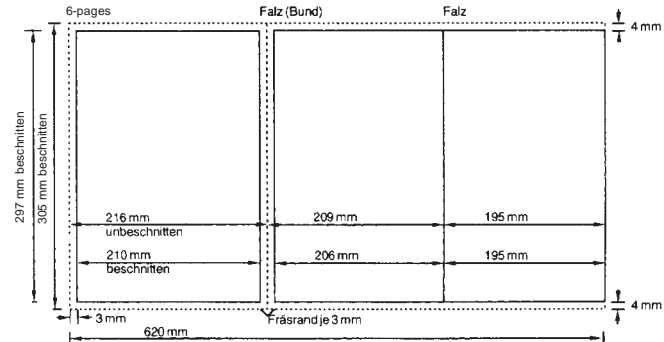 6-pages
Falz (Bund)
Falz
4 mm
297 mm beschnitten
305 mm beschnitten
216 mm
unbeschnitten
209 mm
195 mm
210 mm
beschnitten
206 mm
195 mm
4 mm
3 mm
Fräsrand je 3 mm
620 mm